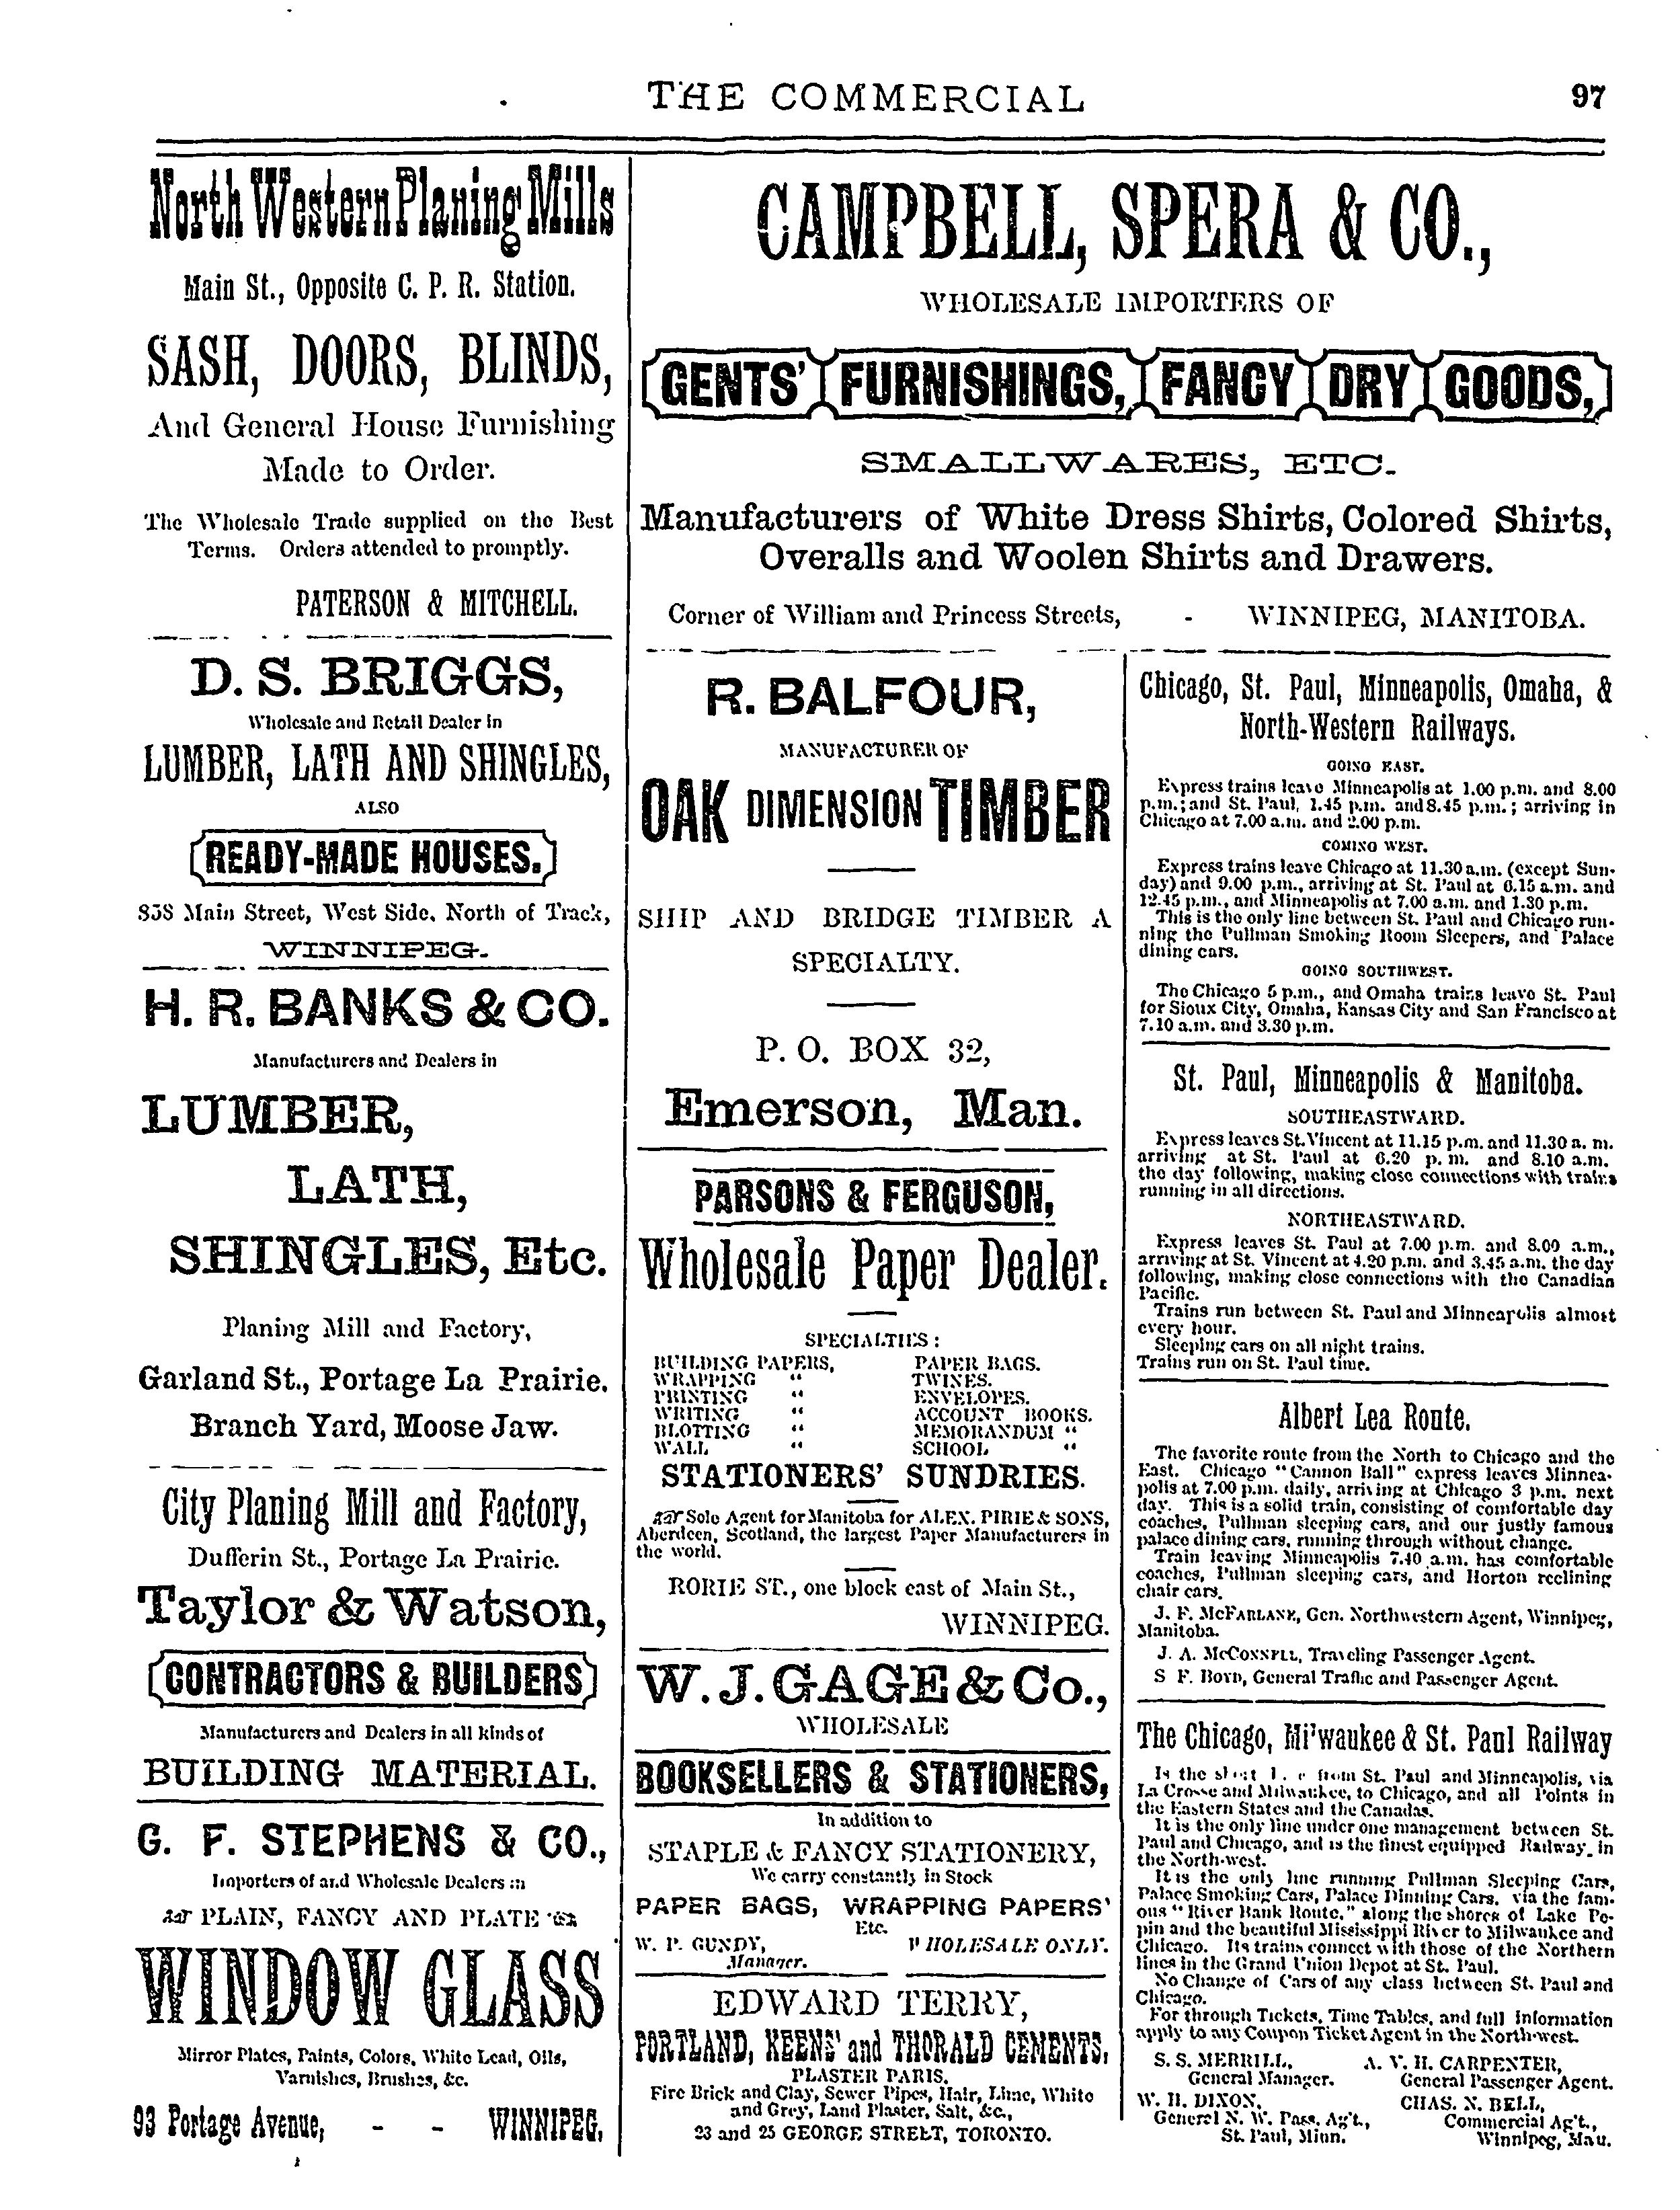 THE COMMERCIAL
97
North Western Planing Mills
Main St., Opposite C. P. R. Station.
SASH, DOORS, BLINDS,
And General House Furnishing
Made to Order.
The Wholesale Trade supplied on the Best
Terms. Orders attended to promptly.
PATERSON & MITCHELL.
D. S. BRIGGS,
Wholesale and Retail Dealer in
LUMBER, LATH AND SHINGLES,
ALSO
READY-MADE HOUSES.
858 Main Street, West Side, North of Track,
WINNIPEG.
H. R. BANKS & CO.
Manufacturers and Dealers in
LUMBER,
LATH,
SHINGLES, Etc.
Planing Mill and Factory,
Garland St., Portage La Prairie.
Branch Yard, Moose Jaw.
City Planing Mill and Factory,
Dufferin St., Portage La Prairie.
Taylor & Watson,
CONTRACTORS & BUILDERS
Manufacturers and Dealers in all kinds of
BUILDING MATERIAL.
G. F. STEPHENS & CO.,
Importers of and Wholesale Dealers in
PLAIN, FANCY AND PLATE
WINDOW GLASS
Mirror Plates, Paints, Colors, White Lead, Oils,
Varnishes, Brushes, &c.
93 Portage Avenue, - - WINNIPEG.
CAMPBELL, SPERA & CO.,
WHOLESALE IMPORTERS OF
GENTS' FURNISHINGS, FANCY DRY GOODS,
SMALLWARES, ETC.
Manufacturers of White Dress Shirts, Colored Shirts,
Overalls and Woolen Shirts and Drawers.
Corner of William and Princess Streets, - WINNIPEG, MANITOBA.
R. BALFOUR,
MANUFACTURER OF
OAK DIMENSION TIMBER
SHIP AND BRIDGE TIMBER A
SPECIALTY.
P. O. BOX 32,
Emerson, Man.
PARSONS & FERGUSON,
Wholesale Paper Dealer.
SPECIALTIES:
BUILDING PAPERS, PAPER BAGS.
WRAPPING " TWINES.
PRINTING " ENVELOPES.
WRITING " ACCOUNT BOOKS.
BLOTTING " MEMORANDUM "
WALL " SCHOOL "
STATIONERS' SUNDRIES.
Sole Agent for Manitoba for ALEX. PIRIE & SONS,
Aberdeen, Scotland, the largest Paper Manufacturers in
the world.
RORIE ST., one block east of Main St.,
WINNIPEG.
W. J. GAGE & Co.,
WHOLESALE
BOOKSELLERS & STATIONERS,
In addition to
STAPLE & FANCY STATIONERY,
We carry constantly in Stock
PAPER BAGS, WRAPPING PAPERS'
Etc.
W. P. GUNDY, WHOLESALE ONLY.
Manager.
EDWARD TERRY,
PORTLAND, KEENS' and THORALD CEMENTS,
PLASTER PARIS.
Fire Brick and Clay, Sewer Pipes, Hair, Lime, White
and Grey, Land Plaster, Salt, &c.,
23 and 25 GEORGE STREET, TORONTO.
Chicago, St. Paul, Minneapolis, Omaha, &
North-Western Railways.
GOING EAST.
Express trains leave Minneapolis at 1.00 p.m. and 8.00
p.m.; and St. Paul, 1.45 p.m. and 8.45 p.m.; arriving in
Chicago at 7.00 a.m. and 2.00 p.m.
COMING WEST.
Express trains leave Chicago at 11.30 a.m. (except Sun-
day) and 9.00 p.m., arriving at St. Paul at 6.15 a.m. and
12.45 p.m., and Minneapolis at 7.00 a.m. and 1.30 p.m.
This is the only line between St. Paul and Chicago run-
ning the Pullman Smoking Room Sleepers, and Palace
dining cars.
GOING SOUTHWEST.
The Chicago 5 p.m., and Omaha trains leave St. Paul
for Sioux City, Omaha, Kansas City and San Francisco at
7.10 a.m. and 3.30 p.m.
St. Paul, Minneapolis & Manitoba.
SOUTHEASTWARD.
Express leaves St. Vincent at 11.15 p.m. and 11.30 a. m.
arriving at St. Paul at 6.20 p. m. and 8.10 a.m.
the day following, making close connections with trains
running in all directions.
NORTHEASTWARD.
Express leaves St. Paul at 7.00 p.m. and 8.00 a.m.,
arriving at St. Vincent at 4.20 p.m. and 3.45 a.m. the day
following, making close connections with the Canadian
Pacific.
Trains run between St. Paul and Minneapolis almost
every hour.
Sleeping cars on all night trains.
Trains run on St. Paul time.
Albert Lea Route.
The favorite route from the North to Chicago and the
East. Chicago "Cannon Ball" express leaves Minnea-
polis at 7.00 p.m. daily, arriving at Chicago 3 p.m. next
day. This is a solid train, consisting of comfortable day
coaches, Pullman sleeping cars, and our justly famous
palace dining cars, running through without change.
Train leaving Minneapolis 7.40 a.m. has comfortable
coaches, Pullman sleeping cars, and Horton reclining
chair cars.
J. F. McFARLANE, Gen. Northwestern Agent, Winnipeg,
Manitoba.
J. A. McCONNELL, Traveling Passenger Agent.
S F. BOYD, General Traffic and Passenger Agent.
The Chicago, Mi'waukee & St. Paul Railway
Is the from St. Paul and Minneapolis, via
La Crosse and Milwaukee, to Chicago, and all Points in
the Eastern States and the Canadas.
It is the only line under one management between St.
Paul and Chicago, and is the finest equipped Railway in
the North-west.
It is the only line running Pullman Sleeping Cars,
Palace Smoking Cars, Palace Dinning Cars, via the fam-
ous "River Bank Route," along the shores of Lake Pe-
pin and the beautiful Mississippi River to Milwaukee and
Chicago. Its trains connect with those of the Northern
lines in the Grand Union Depot at St. Paul.
No Change of Cars of any class between St. Paul and
Chicago.
For through Tickets, Time Tables, and full information
apply to any Coupon Ticket Agent in the North-west.
S. S. MERRILL, A. V. H. CARPENTER,
General Manager. General Passenger Agent.
W. H. DIXON, CHAS. N. BELL,
General N. W. Pass. Ag't., Commercial Ag't.,
St. Paul, Minn. Winnipeg, Man.